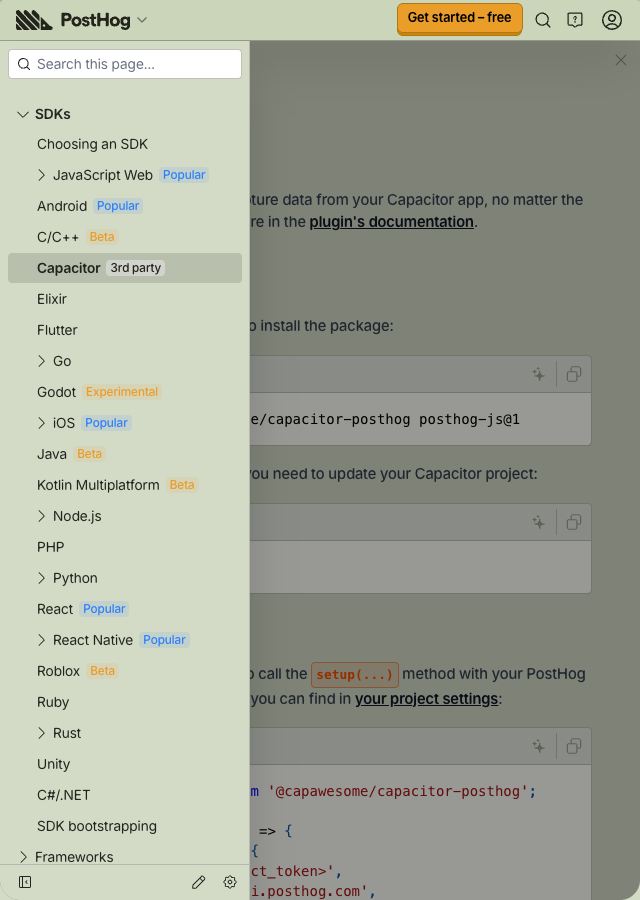 PostHog
Get started – free
Search this page...
SDKs
Choosing an SDK
JavaScript Web Popular
Android Popular
C/C++ Beta
Capacitor 3rd party
Elixir
Flutter
Go
Godot Experimental
iOS Popular
Java Beta
Kotlin Multiplatform Beta
Node.js
PHP
Python
React Popular
React Native Popular
Roblox Beta
Ruby
Rust
Unity
C#/.NET
SDK bootstrapping
Frameworks
data from your Capacitor app, no matter the
in the plugin's documentation.
install the package:
/capacitor-posthog posthog-js@1
you need to update your Capacitor project:
call the setup(...) method with your PostHog
you can find in your project settings:
'@capawesome/capacitor-posthog';
=> {
{
ct_token>',
i.posthog.com',